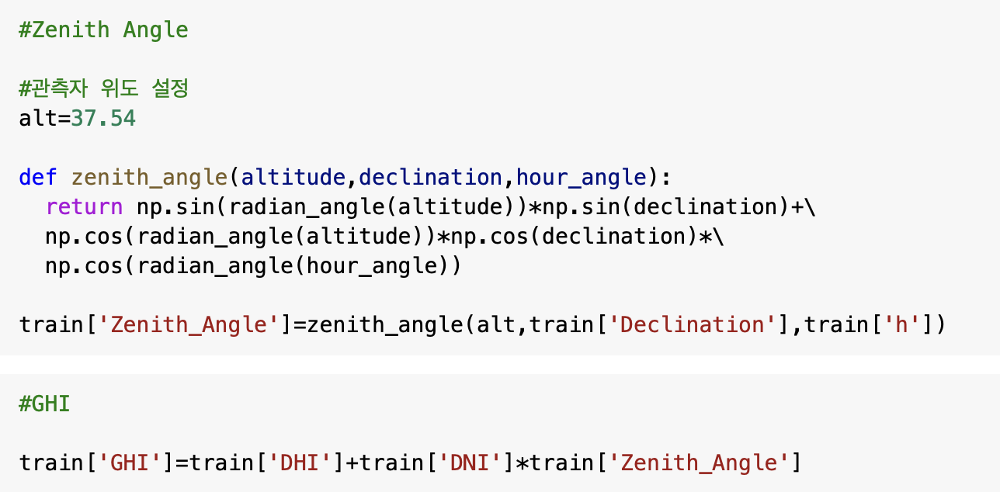 #Zenith Angle
#관측자 위도 설정
alt=37.54
def zenith_angle(altitude,declination,hour_angle):
  return np.sin(radian_angle(altitude))*np.sin(declination)+\
  np.cos(radian_angle(altitude))*np.cos(declination)*\
  np.cos(radian_angle(hour_angle))
train['Zenith_Angle']=zenith_angle(alt,train['Declination'],train['h'])
#GHI
train['GHI']=train['DHI']+train['DNI']*train['Zenith_Angle']